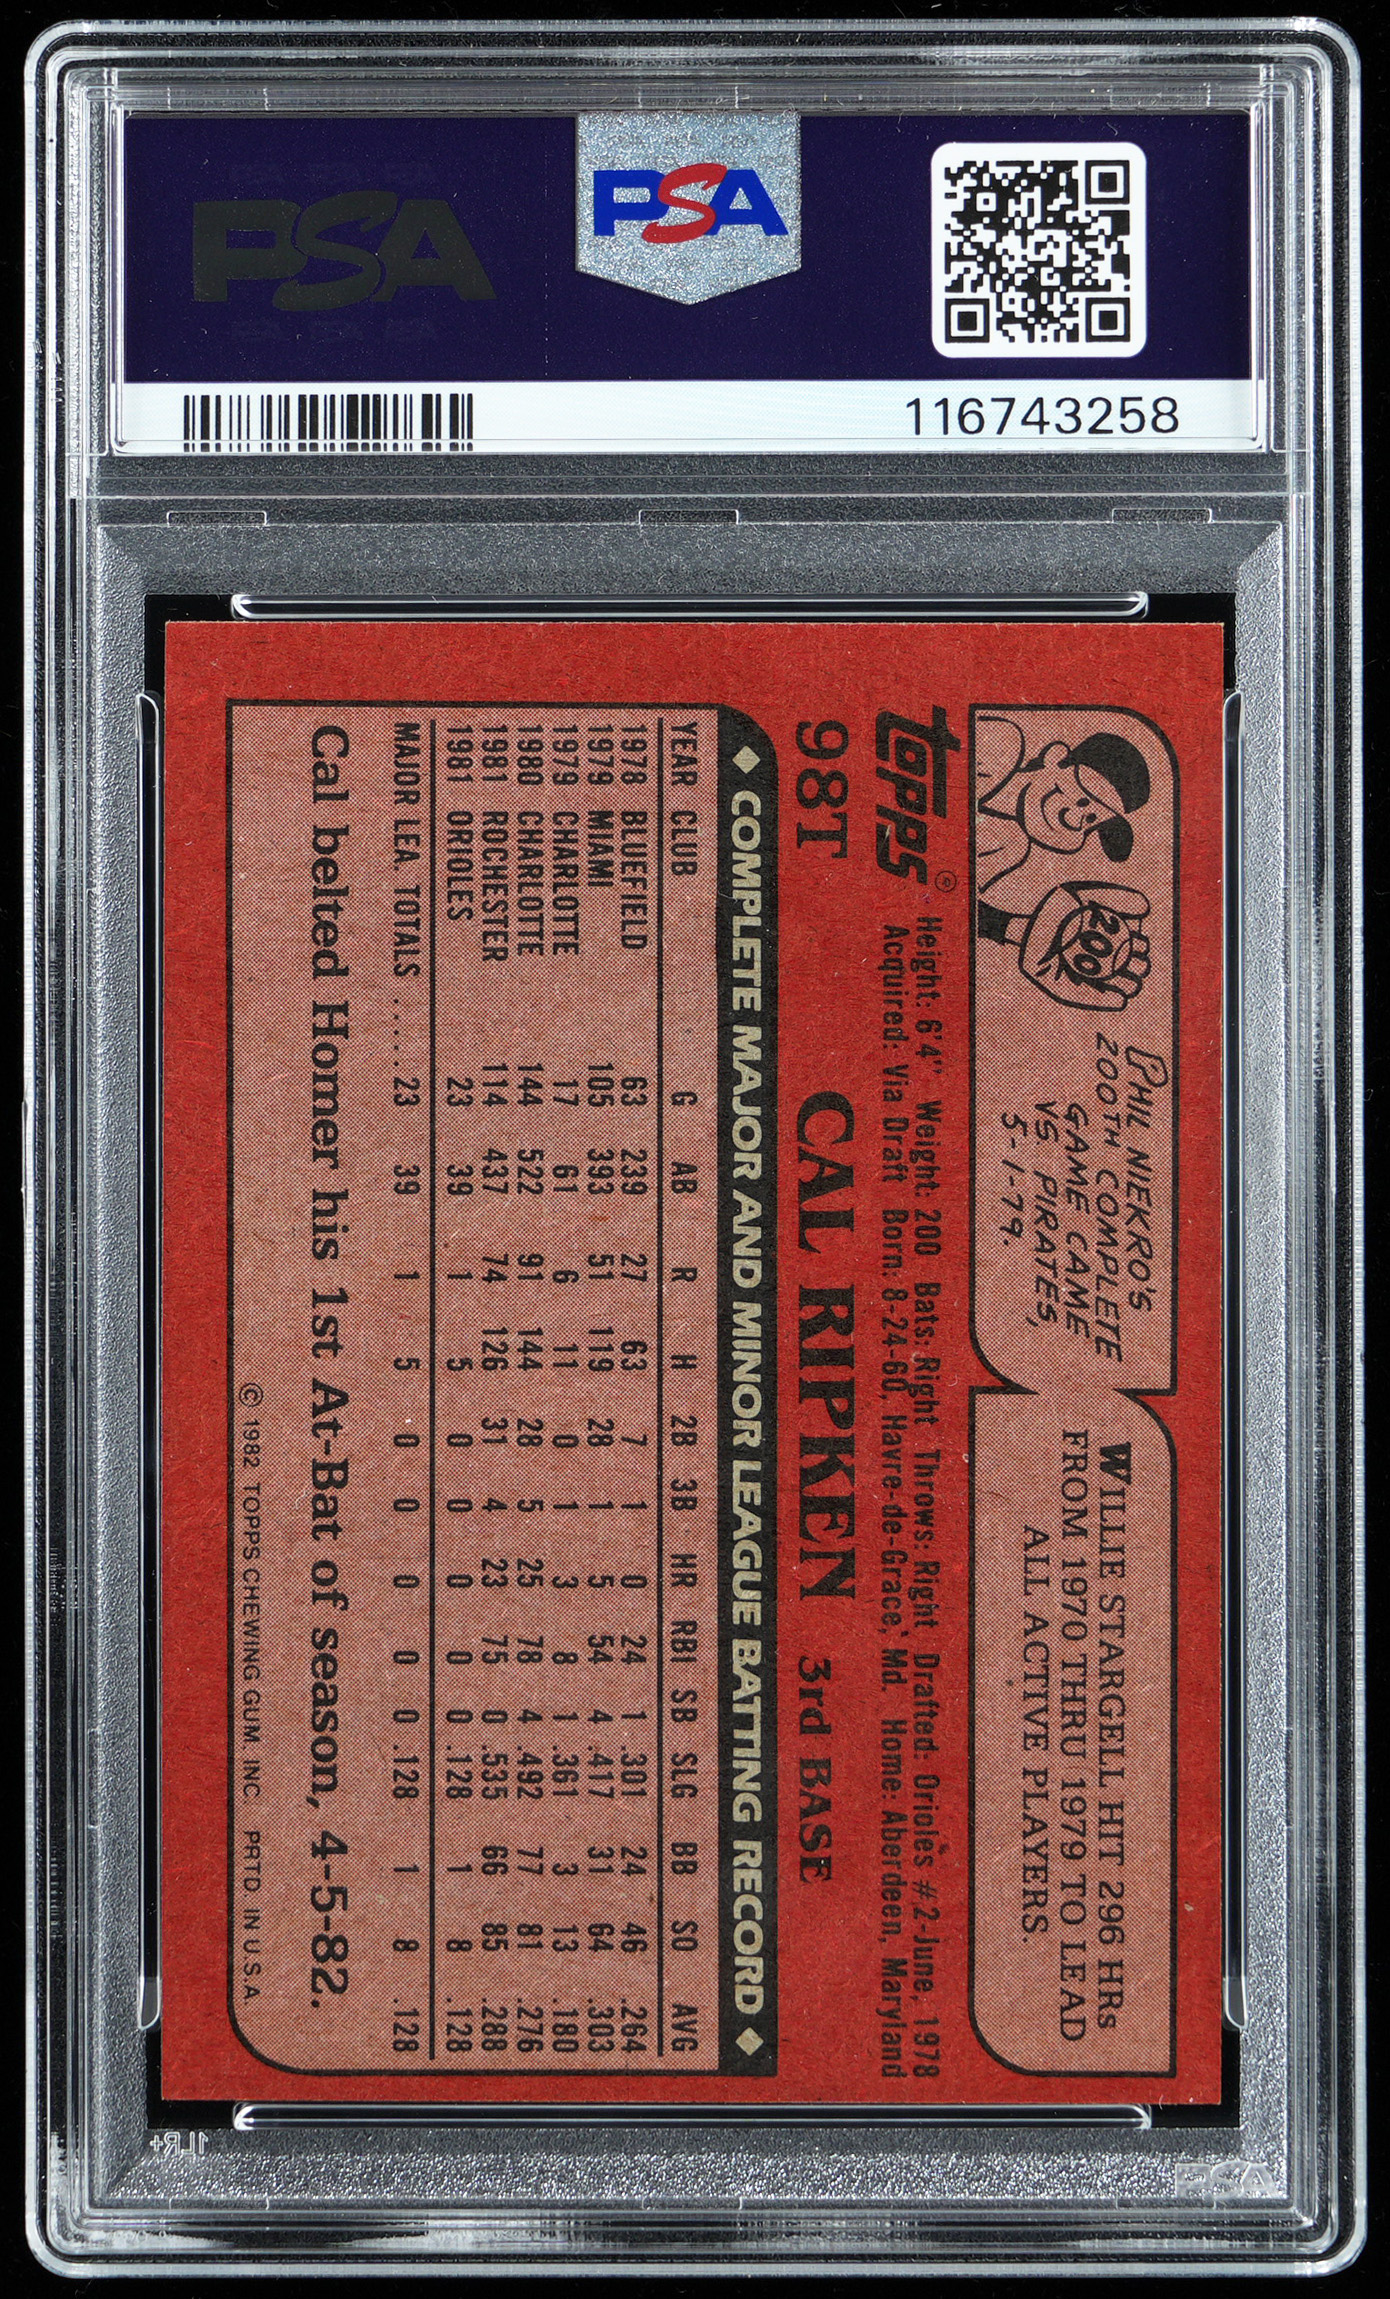 PSA
PSA
116743258
PHIL NIEKRO'S
200TH COMPLETE
GAME CAME
VS. PIRATES,
5-1-79.
200
WILLIE STARGELL HIT 296 HRS
FROM 1970 THRU 1979 TO LEAD
ALL ACTIVE PLAYERS.
topps®
Height: 6'4" Weight: 200 Bats: Right Throws: Right Drafted: Orioles #2-June, 1978
Acquired: Via Draft Born: 8-24-60, Havre-de-Grace, Md. Home: Aberdeen, Maryland
98T CAL RIPKEN 3rd BASE
COMPLETE MAJOR AND MINOR LEAGUE BATTING RECORD
YEAR CLUB G AB R H 2B 3B HR RBI SB SLG BB SO AVG
1978 BLUEFIELD 63 239 27 63 7 1 0 24 1 .301 24 46 .264
1979 MIAMI 105 393 51 119 28 1 5 54 4 .417 31 64 .303
1979 CHARLOTTE 17 61 6 11 0 1 3 8 1 .361 3 13 .180
1980 CHARLOTTE 144 522 91 144 28 5 25 78 4 .492 77 81 .276
1981 ROCHESTER 114 437 74 126 31 4 23 75 0 .535 66 85 .288
1981 ORIOLES 23 39 1 5 0 0 0 0 0 .128 1 8 .128
MAJOR LEA. TOTALS ...... 23 39 1 5 0 0 0 0 0 .128 1 8 .128
Cal belted Homer his 1st At-Bat of season, 4-5-82.
© 1982 TOPPS CHEWING GUM, INC. PRTD. IN U.S.A.
1LR+
PSA